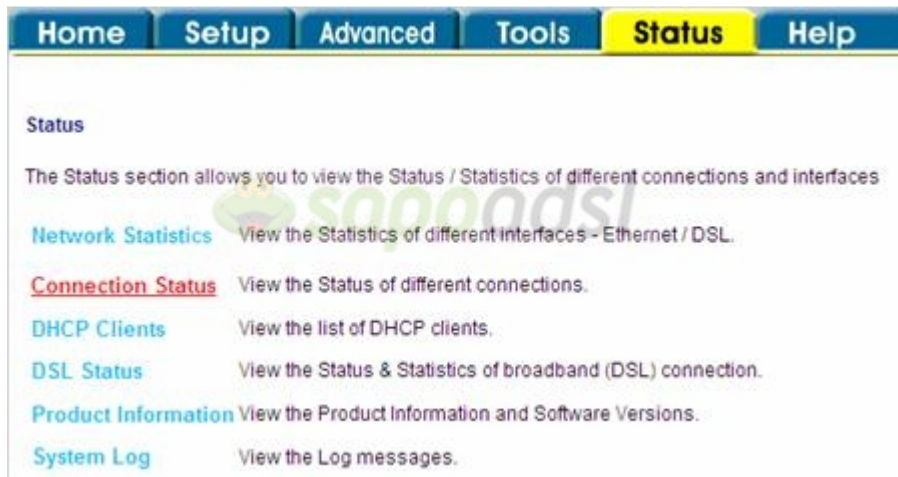 Home Setup Advanced Tools Status Help
Status
The Status section allows you to view the Status / Statistics of different connections and interfaces
sapoadsl
Network Statistics View the Statistics of different interfaces - Ethernet / DSL.
Connection Status View the Status of different connections.
DHCP Clients View the list of DHCP clients.
DSL Status View the Status & Statistics of broadband (DSL) connection.
Product Information View the Product Information and Software Versions.
System Log View the Log messages.